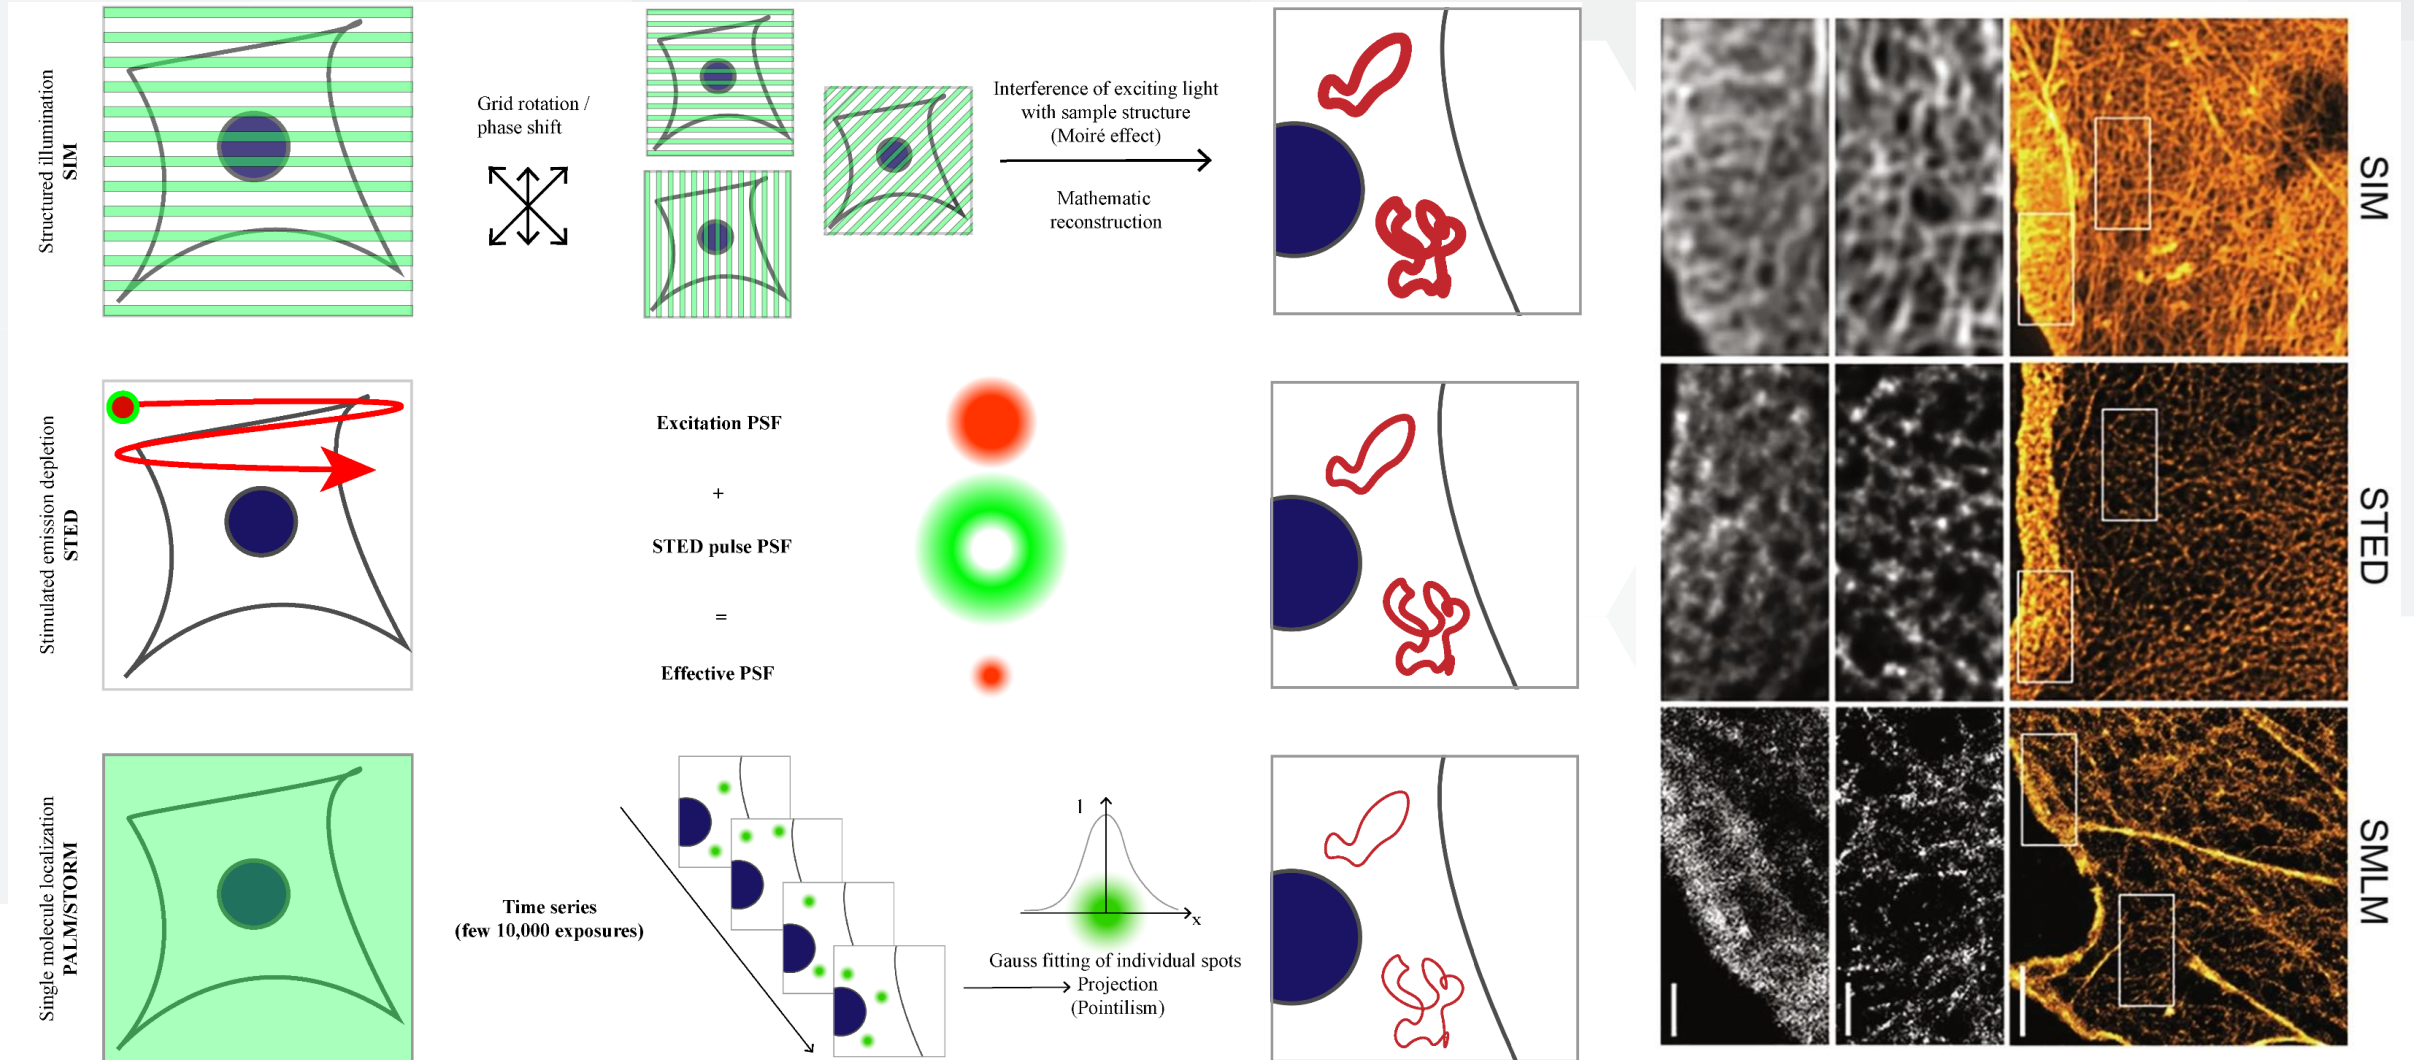 Structured illumination
SIM
Grid rotation /
phase shift
Interference of exciting light
with sample structure
(Moiré effect)
Mathematic
reconstruction
SIM
Stimulated emission depletion
STED
Excitation PSF
+
STED pulse PSF
=
Effective PSF
STED
Single molecule localization
PALM/STORM
Time series
(few 10,000 exposures)
I
x
Gauss fitting of individual spots
Projection
(Pointilism)
SMLM